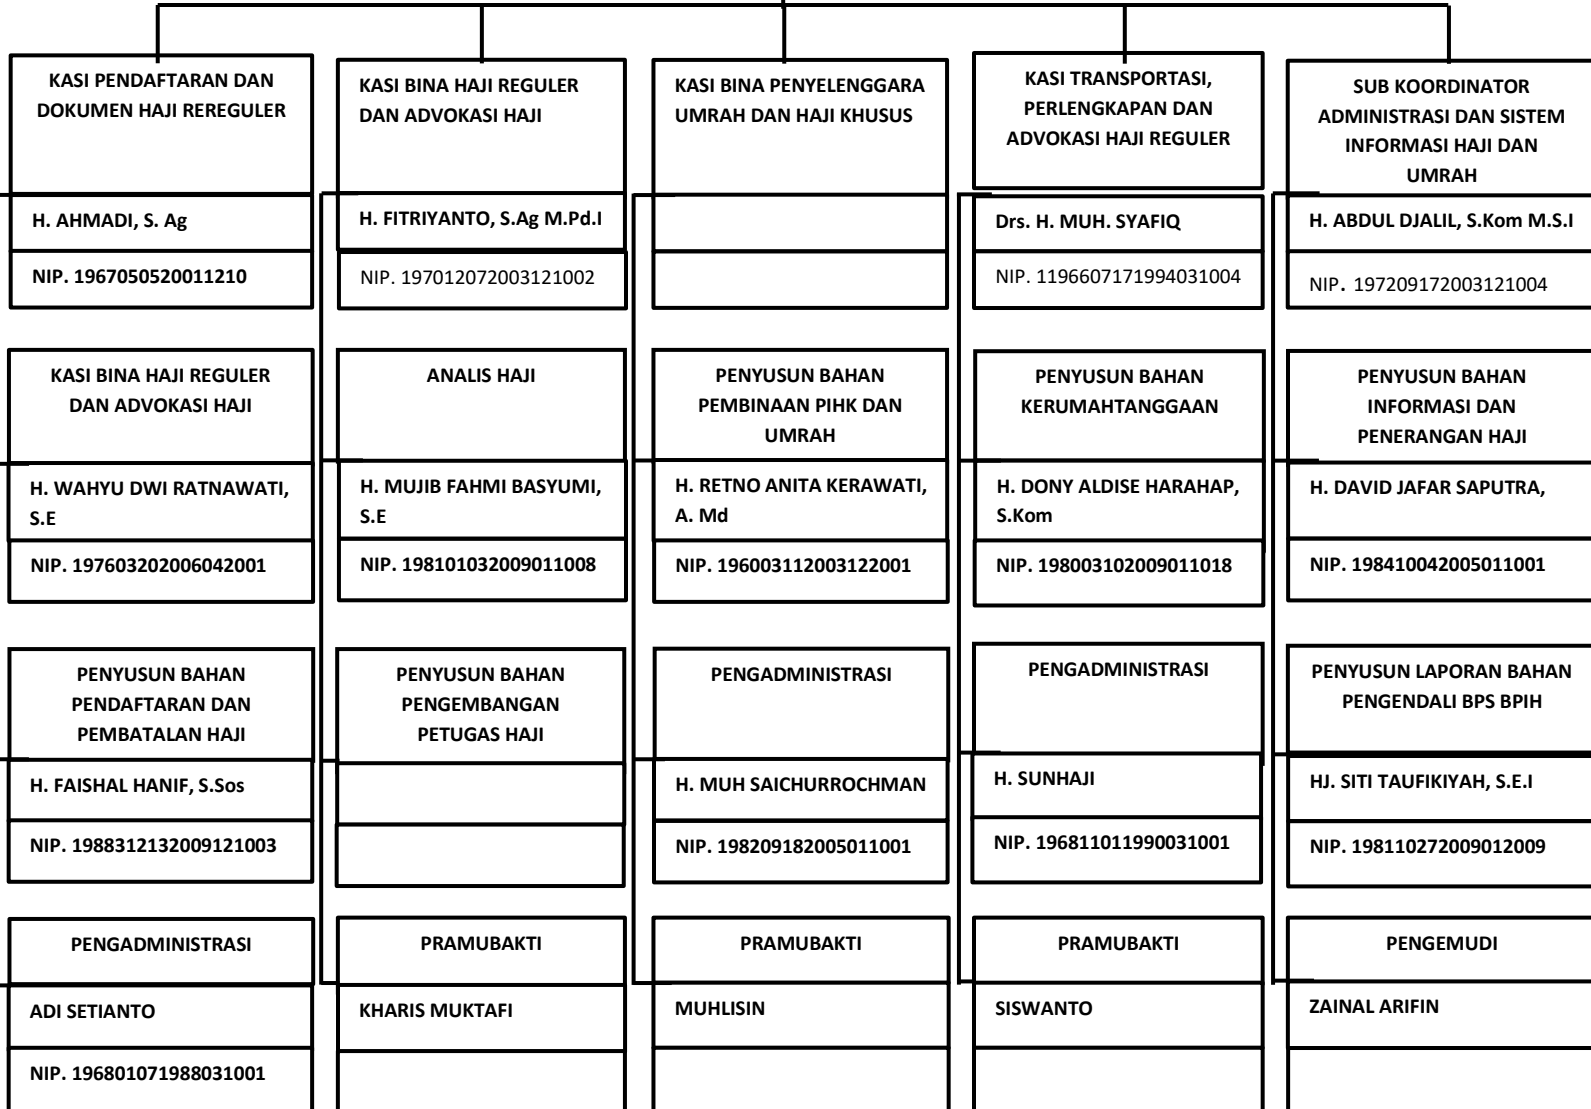 KASI PENDAFTARAN DAN
DOKUMEN HAJI REREGULER
H. AHMADI, S. Ag
NIP. 1967050520011210
KASI BINA HAJI REGULER
DAN ADVOKASI HAJI
H. FITRIYANTO, S.Ag M.Pd.I
NIP. 197012072003121002
KASI BINA PENYELENGGARA
UMRAH DAN HAJI KHUSUS
KASI TRANSPORTASI,
PERLENGKAPAN DAN
ADVOKASI HAJI REGULER
Drs. H. MUH. SYAFIQ
NIP. 1196607171994031004
SUB KOORDINATOR
ADMINISTRASI DAN SISTEM
INFORMASI HAJI DAN
UMRAH
H. ABDUL DJALIL, S.Kom M.S.I
NIP. 197209172003121004
KASI BINA HAJI REGULER
DAN ADVOKASI HAJI
H. WAHYU DWI RATNAWATI,
S.E
NIP. 197603202006042001
ANALIS HAJI
H. MUJIB FAHMI BASYUMI,
S.E
NIP. 198101032009011008
PENYUSUN BAHAN
PEMBINAAN PIHK DAN
UMRAH
H. RETNO ANITA KERAWATI,
A. Md
NIP. 196003112003122001
PENYUSUN BAHAN
KERUMAHTANGGAAN
H. DONY ALDISE HARAHAP,
S.Kom
NIP. 198003102009011018
PENYUSUN BAHAN
INFORMASI DAN
PENERANGAN HAJI
H. DAVID JAFAR SAPUTRA,
NIP. 198410042005011001
PENYUSUN BAHAN
PENDAFTARAN DAN
PEMBATALAN HAJI
H. FAISHAL HANIF, S.Sos
NIP. 1988312132009121003
PENYUSUN BAHAN
PENGEMBANGAN
PETUGAS HAJI
PENGADMINISTRASI
H. MUH SAICHURROCHMAN
NIP. 198209182005011001
PENGADMINISTRASI
H. SUNHAJI
NIP. 196811011990031001
PENYUSUN LAPORAN BAHAN
PENGENDALI BPS BPIH
HJ. SITI TAUFIKIYAH, S.E.I
NIP. 198110272009012009
PENGADMINISTRASI
ADI SETIANTO
NIP. 196801071988031001
PRAMUBAKTI
KHARIS MUKTAFI
PRAMUBAKTI
MUHLISIN
PRAMUBAKTI
SISWANTO
PENGEMUDI
ZAINAL ARIFIN